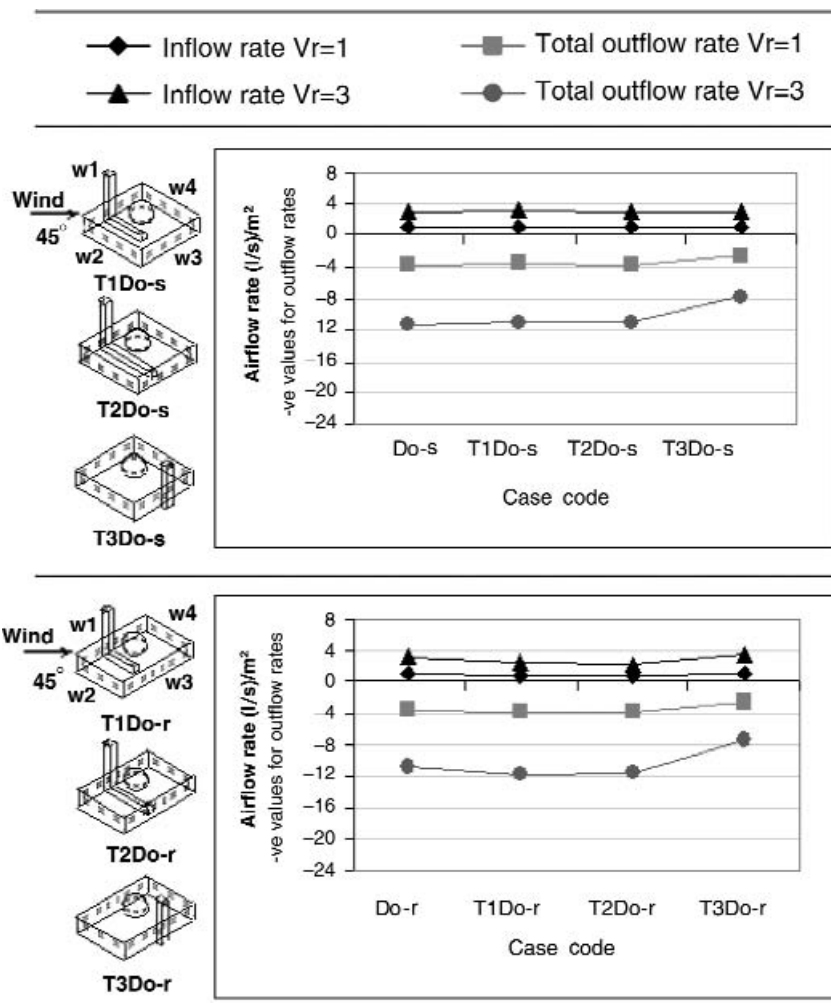 Inflow rate Vr=1
Total outflow rate Vr=1
Inflow rate Vr=3
Total outflow rate Vr=3
w1
w4
Wind
45°
w2
w3
T1Do-s
T2Do-s
T3Do-s
Airflow rate (l/s)/m²
-ve values for outflow rates
8
4
0
−4
−8
12
−16
−20
−24
Do-s T1Do-s T2Do-s T3Do-s
Case code
w4
w1
Wind
45°
w2
w3
T1Do-r
T2Do-r
T3Do-r
Airflow rate (l/s)/m²
-ve values for outflow rates
8
4
0
−4
−8
−12
−16
−20
−24
Do-r T1Do-r T2Do-r T3Do-r
Case code